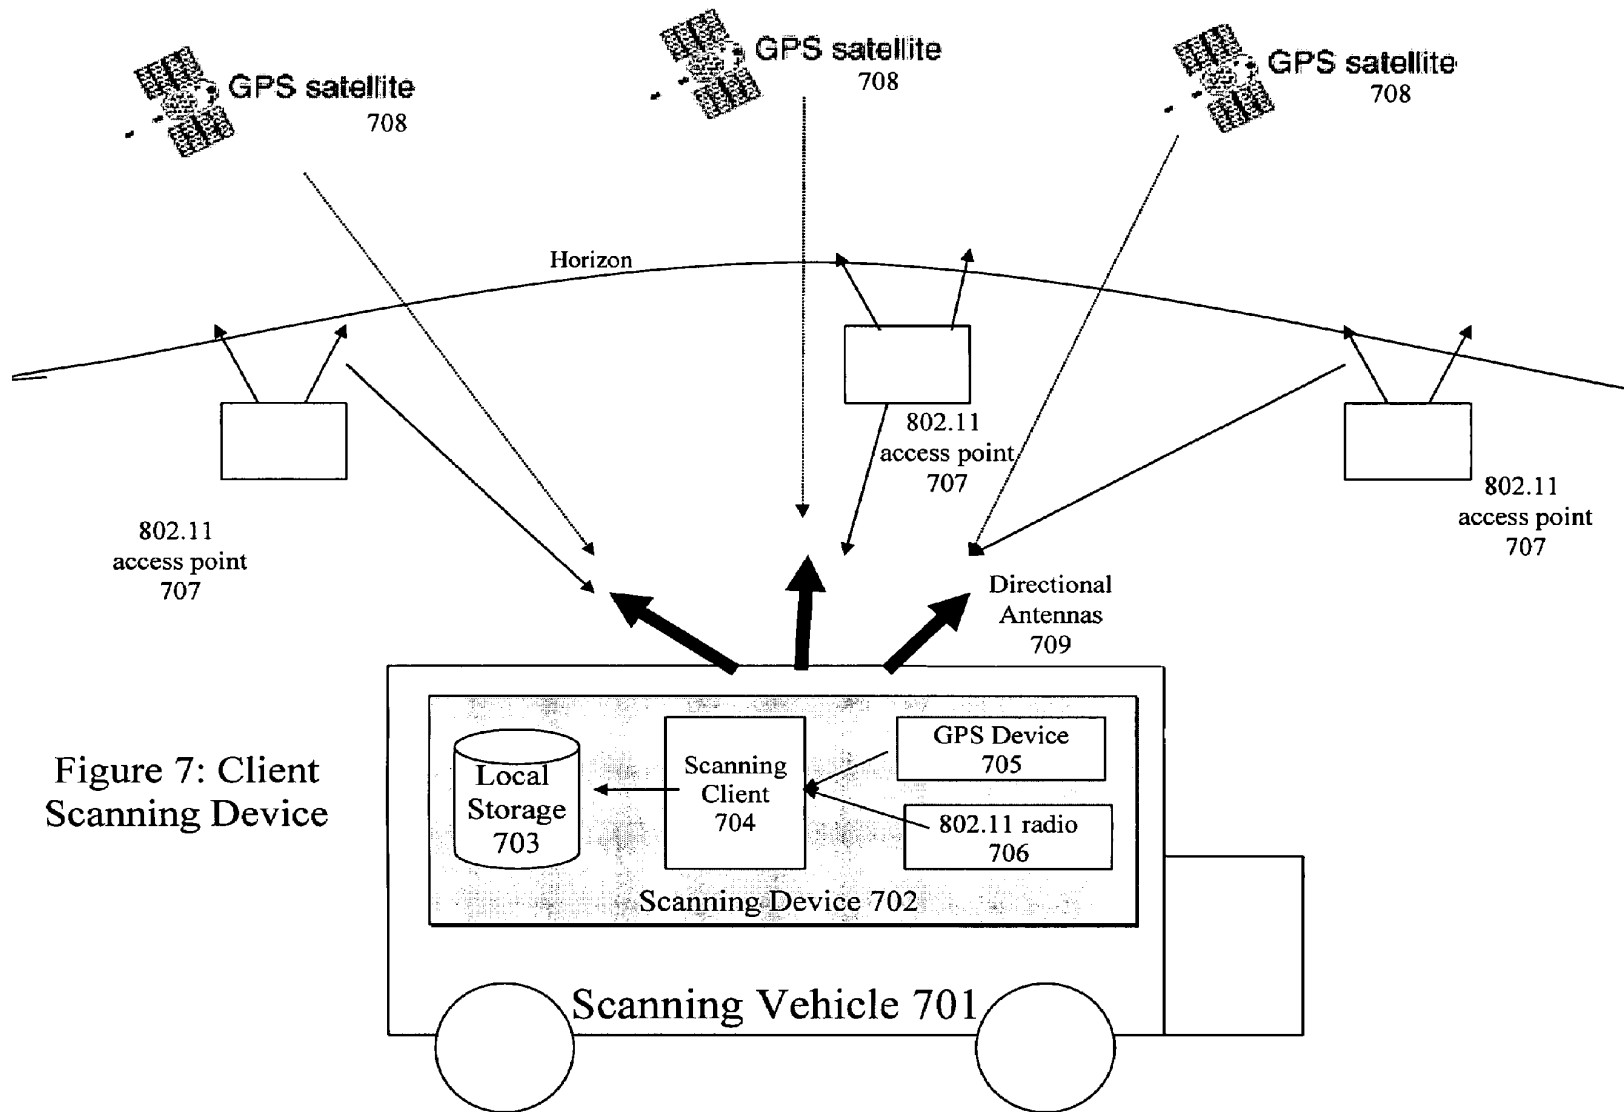 GPS satellite
708
GPS satellite
708
GPS satellite
708
Horizon
802.11
access point
707
802.11
access point
707
802.11
access point
707
Directional
Antennas
709
Figure 7: Client
Scanning Device
Local
Storage
703
Scanning
Client
704
GPS Device
705
802.11 radio
706
Scanning Device 702
Scanning Vehicle 701